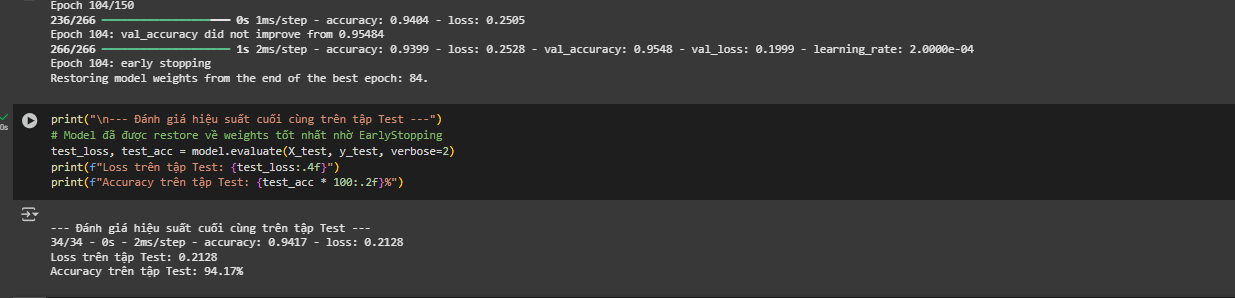 Epoch 104/150
236/266 ━━━━━━━━━━━━━━━━━━━━ 0s 1ms/step - accuracy: 0.9404 - loss: 0.2505
Epoch 104: val_accuracy did not improve from 0.95484
266/266 ━━━━━━━━━━━━━━━━━━━━ 1s 2ms/step - accuracy: 0.9399 - loss: 0.2528 - val_accuracy: 0.9548 - val_loss: 0.1999 - learning_rate: 2.0000e-04
Epoch 104: early stopping
Restoring model weights from the end of the best epoch: 84.
0s
print("\n--- Đánh giá hiệu suất cuối cùng trên tập Test ---")
# Model đã được restore về weights tốt nhất nhờ EarlyStopping
test_loss, test_acc = model.evaluate(X_test, y_test, verbose=2)
print(f"Loss trên tập Test: {test_loss:.4f}")
print(f"Accuracy trên tập Test: {test_acc * 100:.2f}%")
--- Đánh giá hiệu suất cuối cùng trên tập Test ---
34/34 - 0s - 2ms/step - accuracy: 0.9417 - loss: 0.2128
Loss trên tập Test: 0.2128
Accuracy trên tập Test: 94.17%